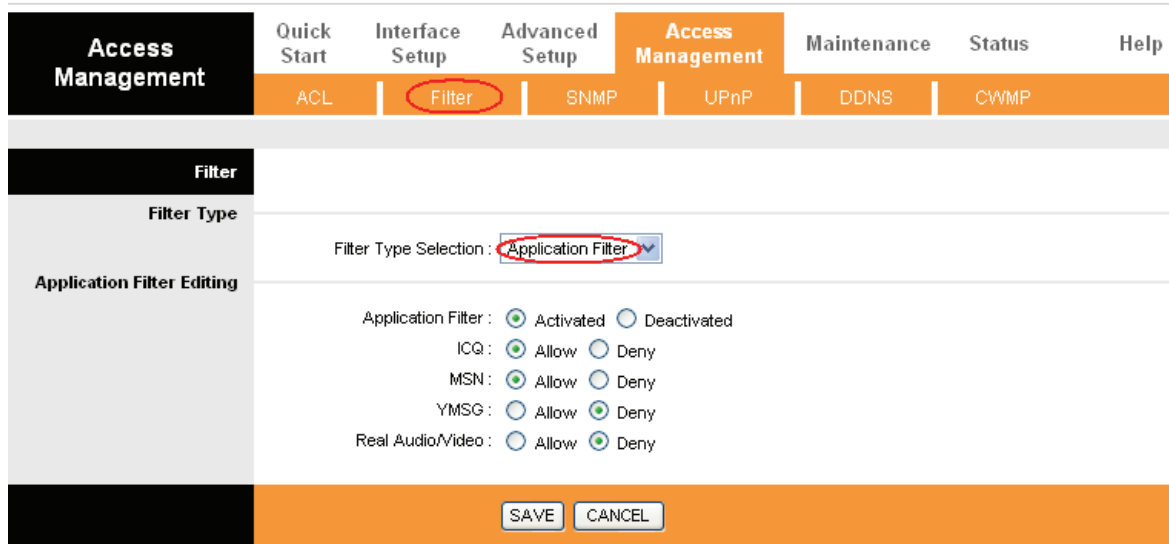 Access Management
Quick Start
Interface Setup
Advanced Setup
Access Management
Maintenance
Status
Help
ACL
Filter
SNMP
UPnP
DDNS
CWMP
Filter
Filter Type
Filter Type Selection : Application Filter
Application Filter Editing
Application Filter : Activated Deactivated
ICQ : Allow Deny
MSN : Allow Deny
YMSG : Allow Deny
Real Audio/Video : Allow Deny
SAVE CANCEL